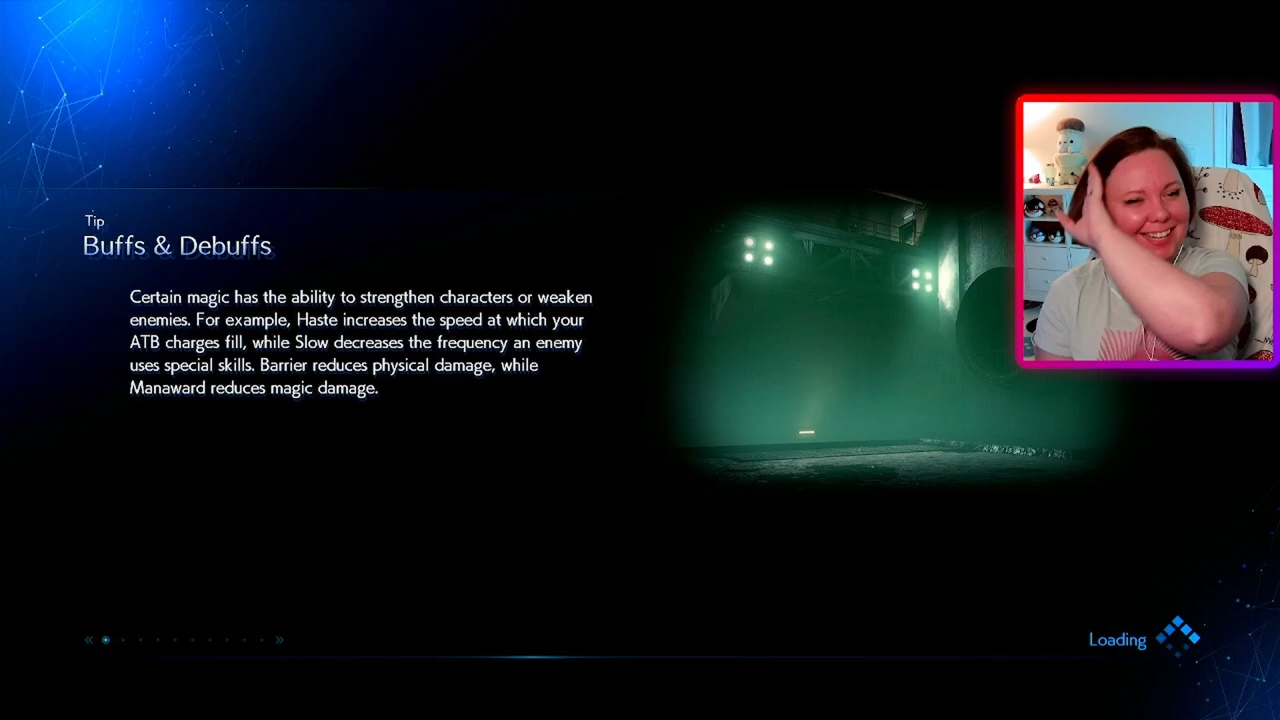 Tip
Buffs & Debuffs
Certain magic has the ability to strengthen characters or weaken
enemies. For example, Haste increases the speed at which your
ATB charges fill, while Slow decreases the frequency an enemy
uses special skills. Barrier reduces physical damage, while
Manaward reduces magic damage.
Loading